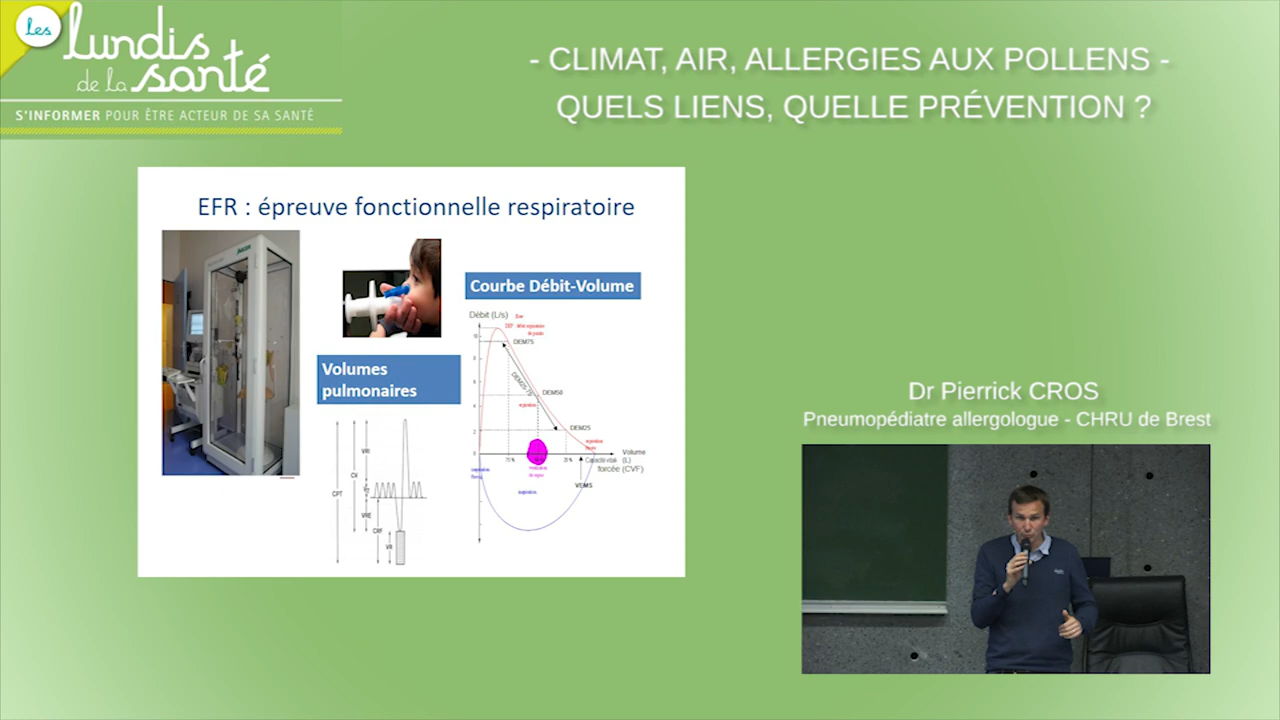 Les
lundis
de la santé
S'INFORMER POUR ÊTRE ACTEUR DE SA SANTÉ
- CLIMAT, AIR, ALLERGIES AUX POLLENS -
QUELS LIENS, QUELLE PRÉVENTION ?
EFR : épreuve fonctionnelle respiratoire
Courbe Débit-Volume
Débit (L/s)
DEM75
DEM25-75
DEM50
DEM25
Volume
(L)
Capacité vitale
forcée (CVF)
VEMS
Volumes
pulmonaires
VRI
CV
CPT
VRE
CRF
VR
Dr Pierrick CROS
Pneumopédiatre allergologue - CHRU de Brest